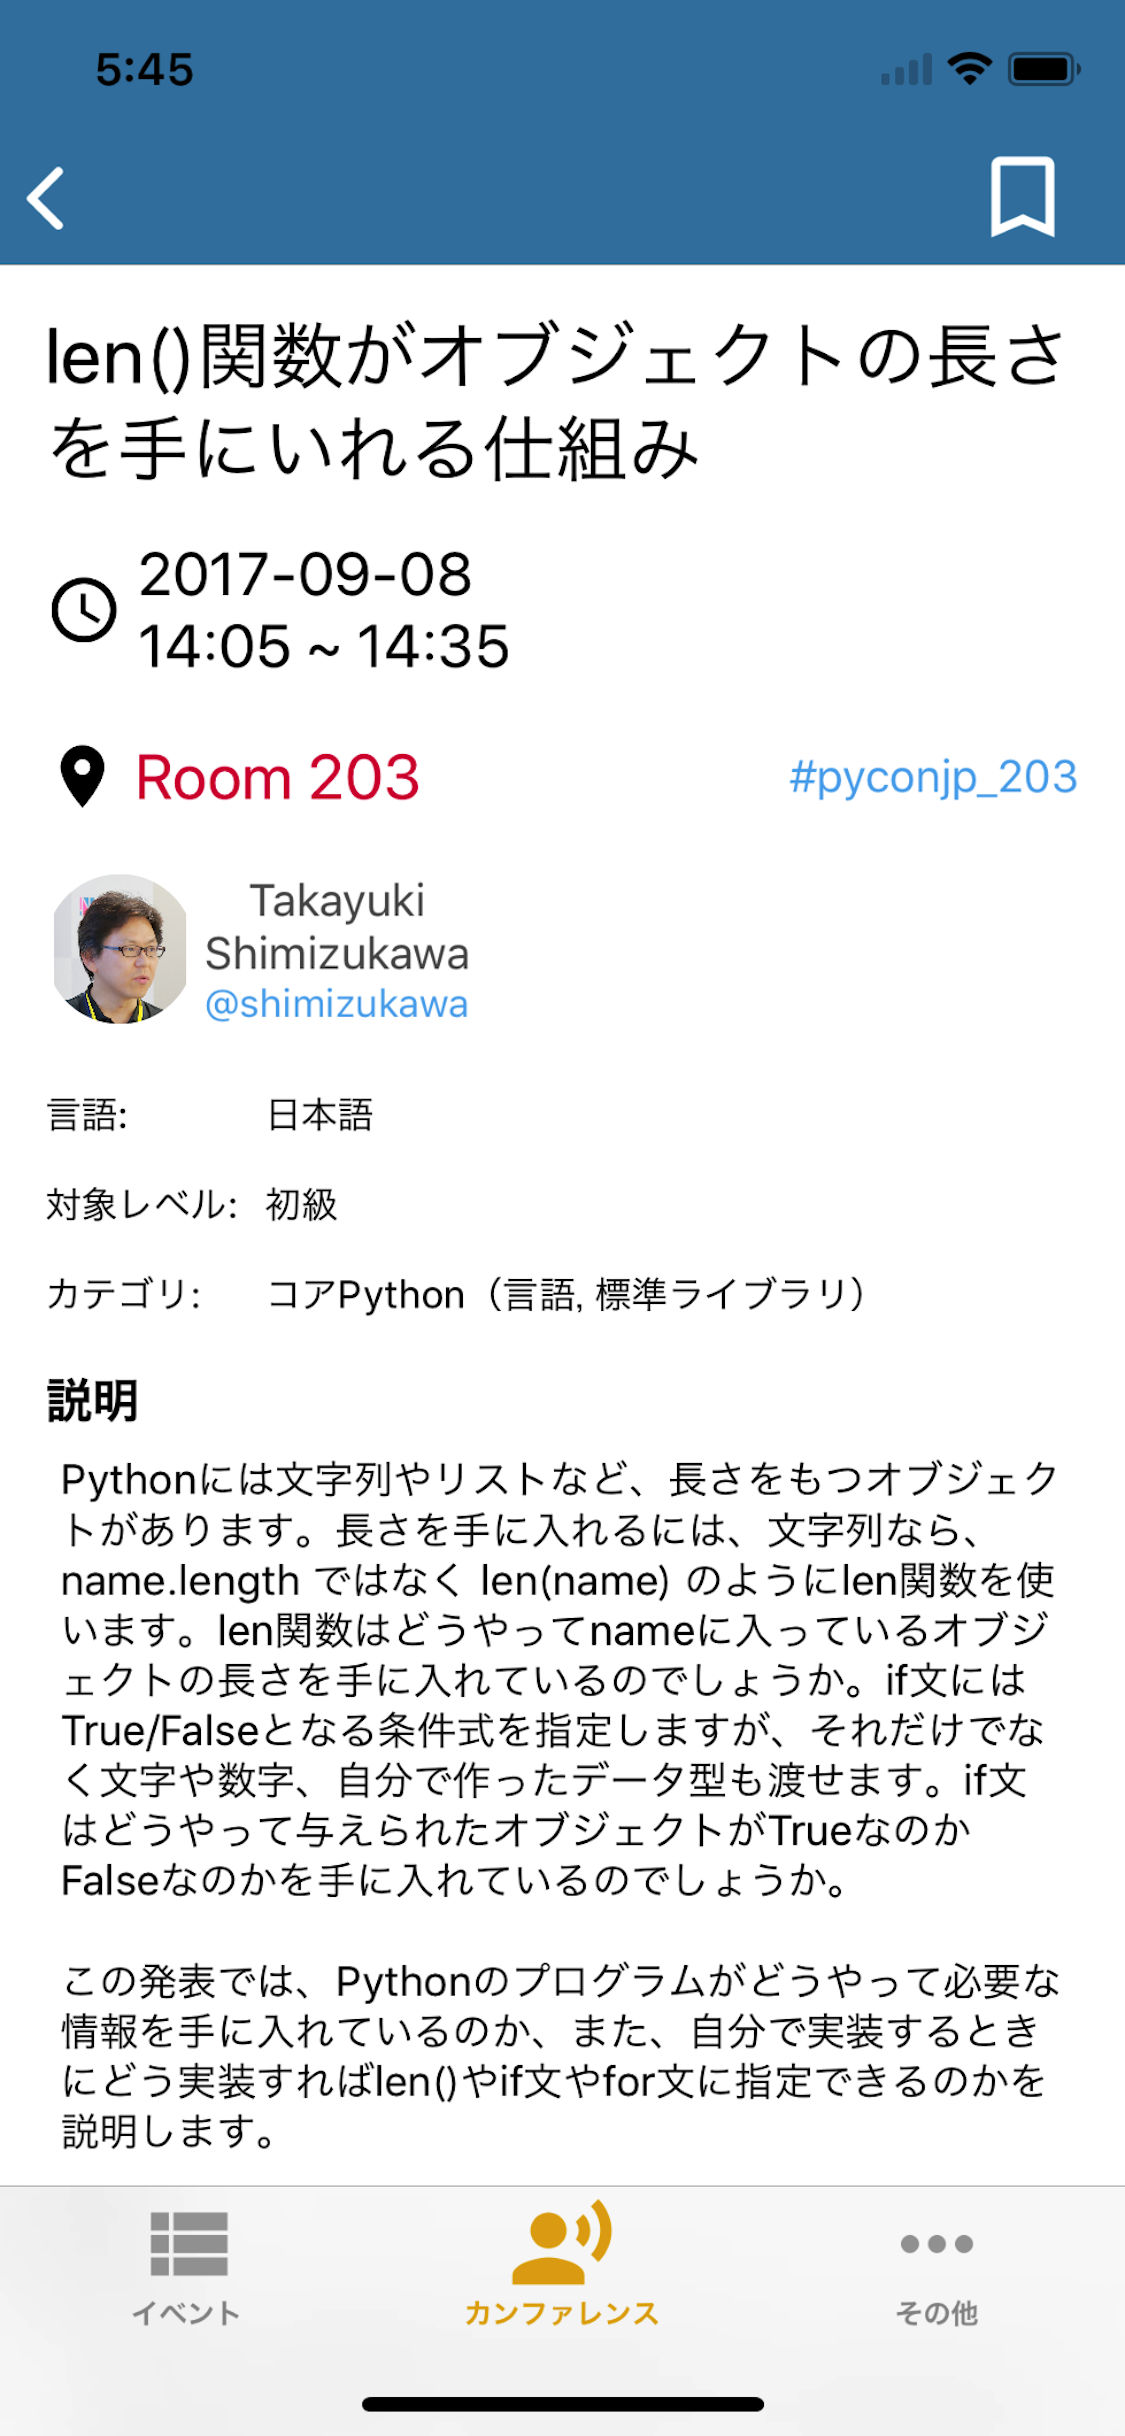 5:45
len()関数がオブジェクトの長さ
を手にいれる仕組み
2017-09-08
14:05 ~ 14:35
Room 203
#pyconjp_203
Takayuki
Shimizukawa
@shimizukawa
言語: 日本語
対象レベル: 初級
カテゴリ: コアPython（言語, 標準ライブラリ）
説明
Pythonには文字列やリストなど、長さをもつオブジェク
トがあります。長さを手に入れるには、文字列なら、
name.length ではなく len(name) のようにlen関数を使
います。len関数はどうやってnameに入っているオブジ
ェクトの長さを手に入れているのでしょうか。if文には
True/Falseとなる条件式を指定しますが、それだけでな
く文字や数字、自分で作ったデータ型も渡せます。if文
はどうやって与えられたオブジェクトがTrueなのか
Falseなのかを手に入れているのでしょうか。
この発表では、Pythonのプログラムがどうやって必要な
情報を手に入れているのか、また、自分で実装するとき
にどう実装すればlen()やif文やfor文に指定できるのかを
説明します。
イベント
カンファレンス
その他